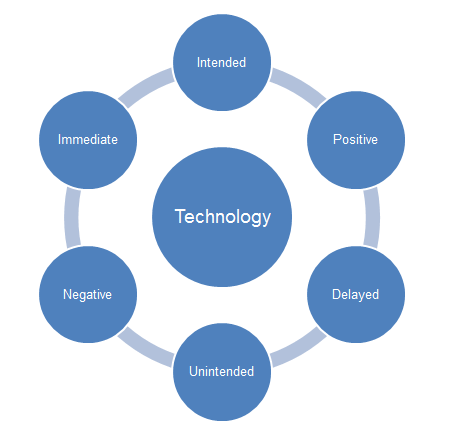 Intended
Immediate
Positive
Technology
Negative
Delayed
Unintended